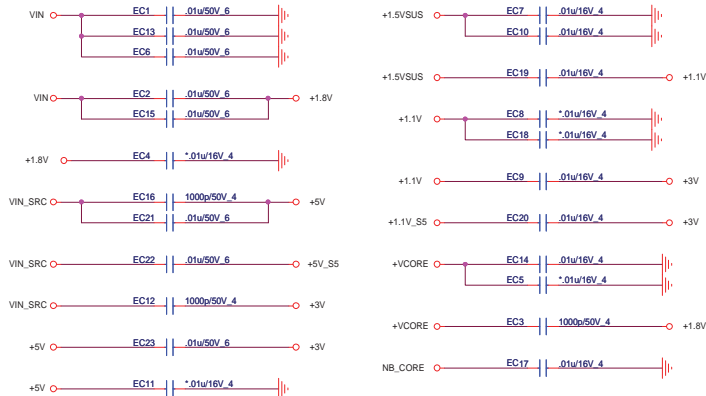 VIN EC1 .01u/50V_6
EC13 .01u/50V_6
EC6 .01u/50V_6
VIN EC2 .01u/50V_6 +1.8V
EC15 .01u/50V_6
+1.8V EC4 *.01u/16V_4
VIN_SRC EC16 1000p/50V_4 +5V
EC21 .01u/50V_6
VIN_SRC EC22 .01u/50V_6 +5V_S5
VIN_SRC EC12 1000p/50V_4 +3V
+5V EC23 .01u/50V_6 +3V
+5V EC11 *.01u/16V_4
+1.5VSUS EC7 .01u/16V_4
EC10 .01u/16V_4
+1.5VSUS EC19 .01u/16V_4 +1.1V
+1.1V EC8 *.01u/16V_4
EC18 *.01u/16V_4
+1.1V EC9 .01u/16V_4 +3V
+1.1V_S5 EC20 .01u/16V_4 +3V
+VCORE EC14 .01u/16V_4
EC5 *.01u/16V_4
+VCORE EC3 1000p/50V_4 +1.8V
NB_CORE EC17 .01u/16V_4